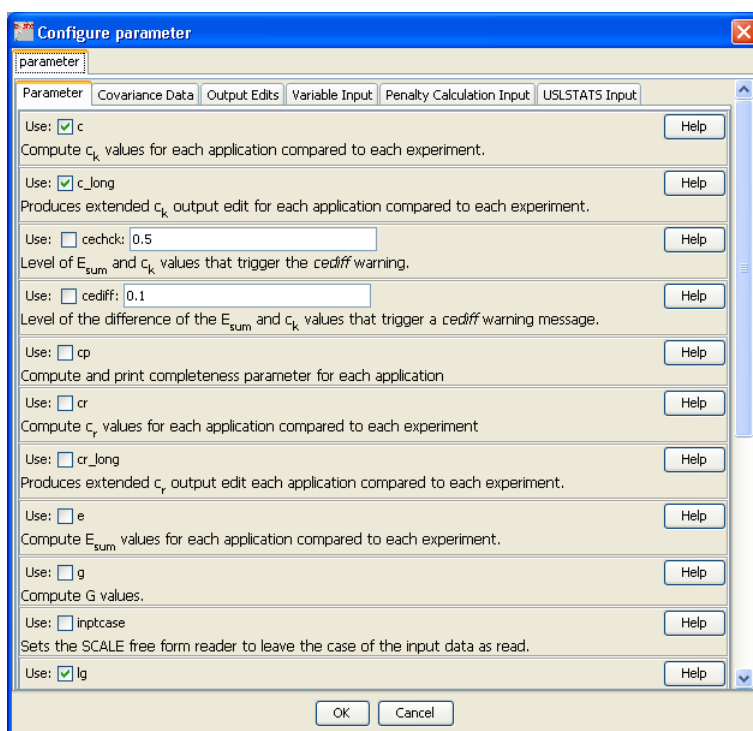 Configure parameter
parameter
Parameter Covariance Data Output Edits Variable Input Penalty Calculation Input USLSTATS Input
Use: c Help
Compute ck values for each application compared to each experiment.
Use: c_long Help
Produces extended ck output edit for each application compared to each experiment.
Use: cechck: 0.5 Help
Level of Esum and ck values that trigger the cediff warning.
Use: cediff: 0.1 Help
Level of the difference of the Esum and ck values that trigger a cediff warning message.
Use: cp Help
Compute and print completeness parameter for each application
Use: cr Help
Compute cr values for each application compared to each experiment
Use: cr_long Help
Produces extended cr output edit each application compared to each experiment.
Use: e Help
Compute Esum values for each application compared to each experiment.
Use: g Help
Compute G values.
Use: inptcase Help
Sets the SCALE free form reader to leave the case of the input data as read.
Use: lg Help
OK Cancel